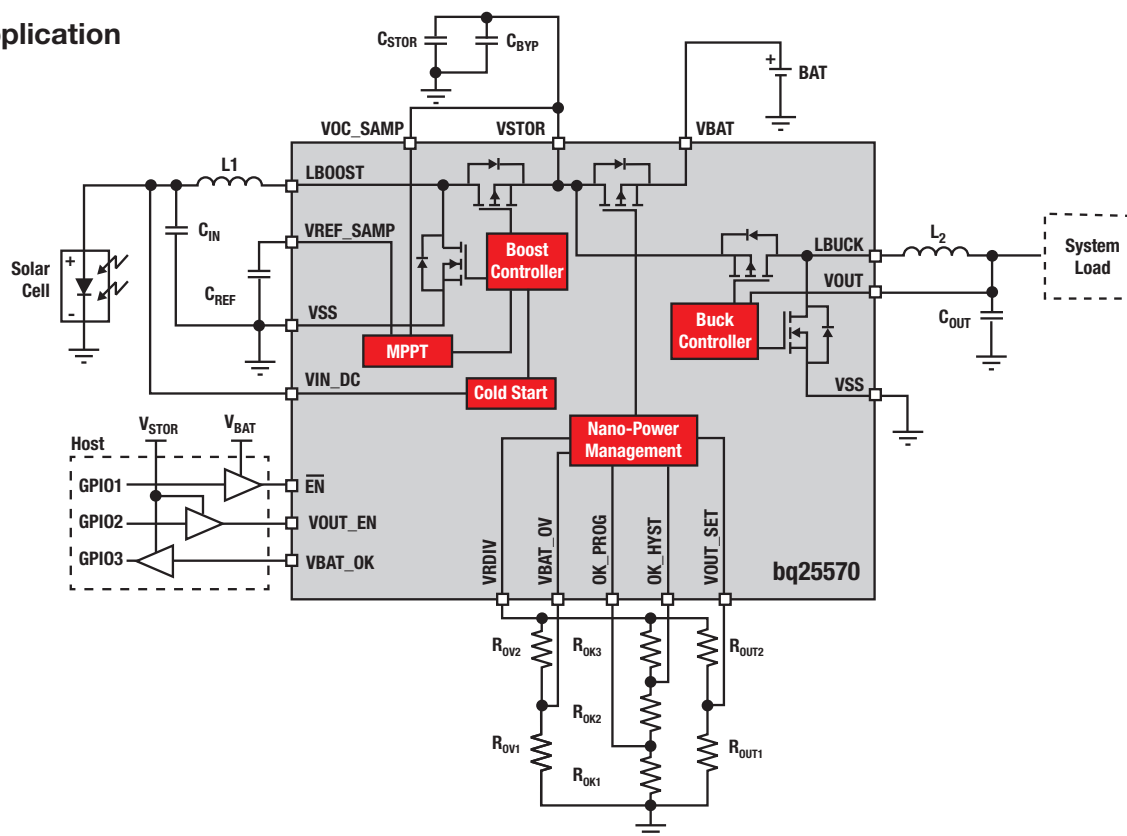 plication
C_STOR
C_BYP
+
BAT
VOC_SAMP
VSTOR
VBAT
L1
LBOOST
C_IN
VREF_SAMP
Boost
Controller
LBUCK
L_2
System
Load
Solar
Cell
+
-
C_REF
VOUT
VSS
MPPT
Buck
Controller
C_OUT
VIN_DC
Cold Start
VSS
V_STOR
V_BAT
Host
Nano-Power
Management
GPIO1
EN
GPIO2
VOUT_EN
GPIO3
VBAT_OK
VRDIV
VBAT_OV
OK_PROG
OK_HYST
VOUT_SET
bq25570
R_OV2
R_OK3
R_OUT2
R_OK2
R_OV1
R_OUT1
R_OK1